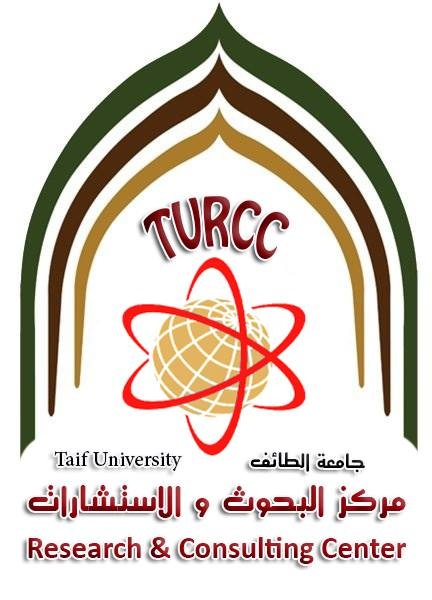 TURCC
Taif University جامعة الطائف
مركز البحوث و الاستشارات
Research & Consulting Center